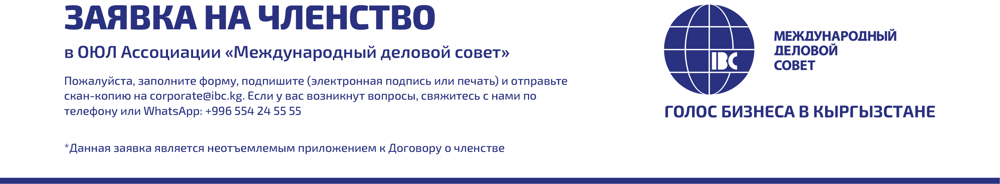 ЗАЯВКА НА ЧЛЕНСТВО
в ОЮЛ Ассоциации «Международный деловой совет»
Пожалуйста, заполните форму, подпишите (электронная подпись или печать) и отправьте
скан-копию на corporate@ibc.kg. Если у вас возникнут вопросы, свяжитесь с нами по
телефону или WhatsApp: +996 554 24 55 55
*Данная заявка является неотъемлемым приложением к Договору о членстве
IBC
МЕЖДУНАРОДНЫЙ
ДЕЛОВОЙ
СОВЕТ
ГОЛОС БИЗНЕСА В КЫРГЫЗСТАНЕ